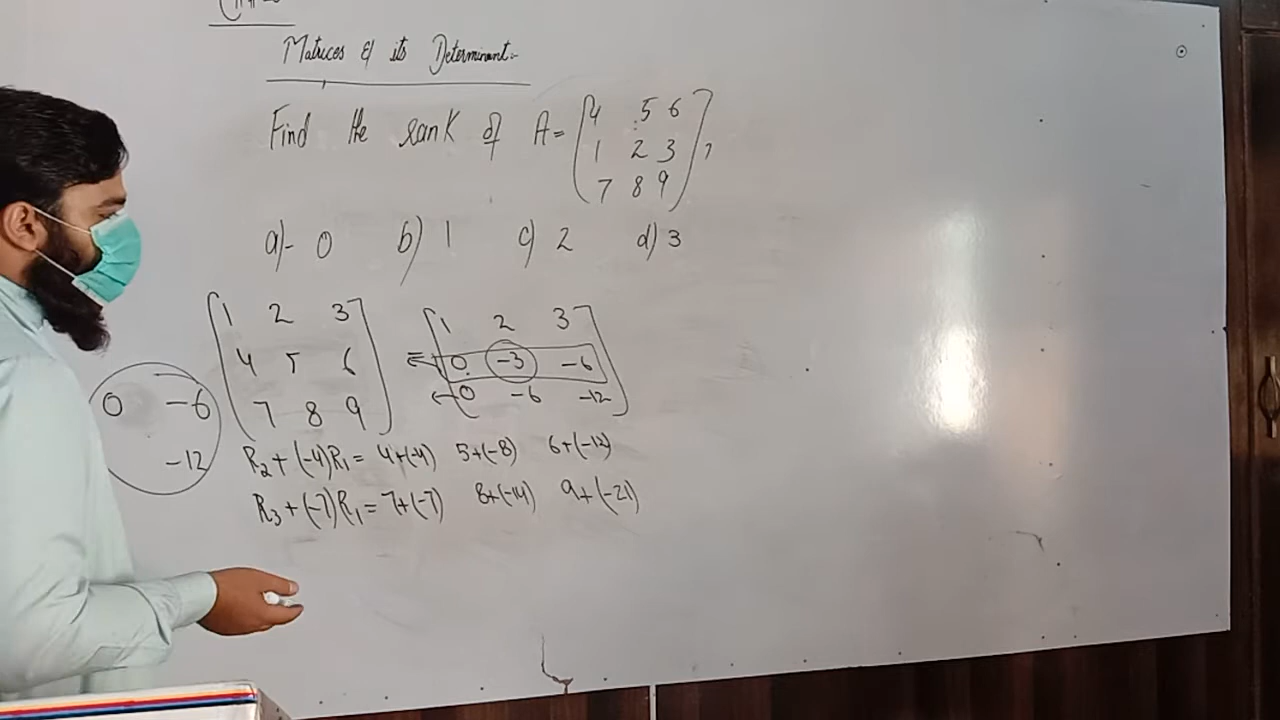 Matrices & its Determinant:-
Find the rank of A = [4 5 6
1 2 3
7 8 9] ,
a)- 0 b) 1 c) 2 d) 3
[1 2 3
4 5 6
7 8 9]
= [1 2 3
0 -3 -6
0 -6 -12]
0 -6
-12
R₂+(-4)R₁ = 4+(-4) 5+(-8) 6+(-12)
R₃+(-7)R₁ = 7+(-7) 8+(-14) 9+(-21)